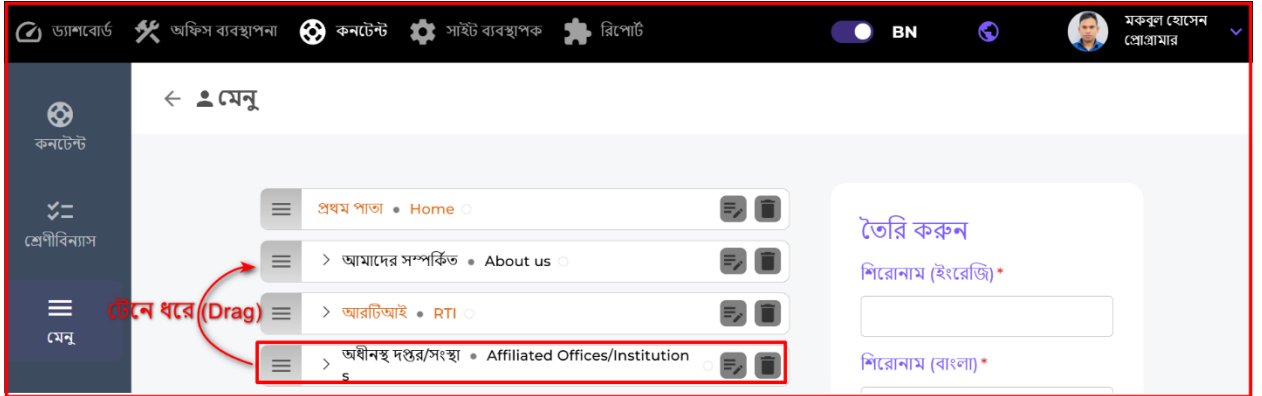 ড্যাশবোর্ড অফিস ব্যবস্থাপনা কনটেন্ট সাইট ব্যবস্থাপক রিপোর্ট BN মকবুল হোসেন
প্রোগ্রামার
মেনু
কনটেন্ট
প্রথম পাতা • Home
শ্রেণীবিন্যাস
তৈরি করুন
> আমাদের সম্পর্কিত • About us
শিরোনাম (ইংরেজি) *
টেনে ধরে (Drag)
> আরটিআই • RTI
মেনু
> অধীনস্থ দপ্তর/সংস্থা • Affiliated Offices/Institution
s
শিরোনাম (বাংলা) *